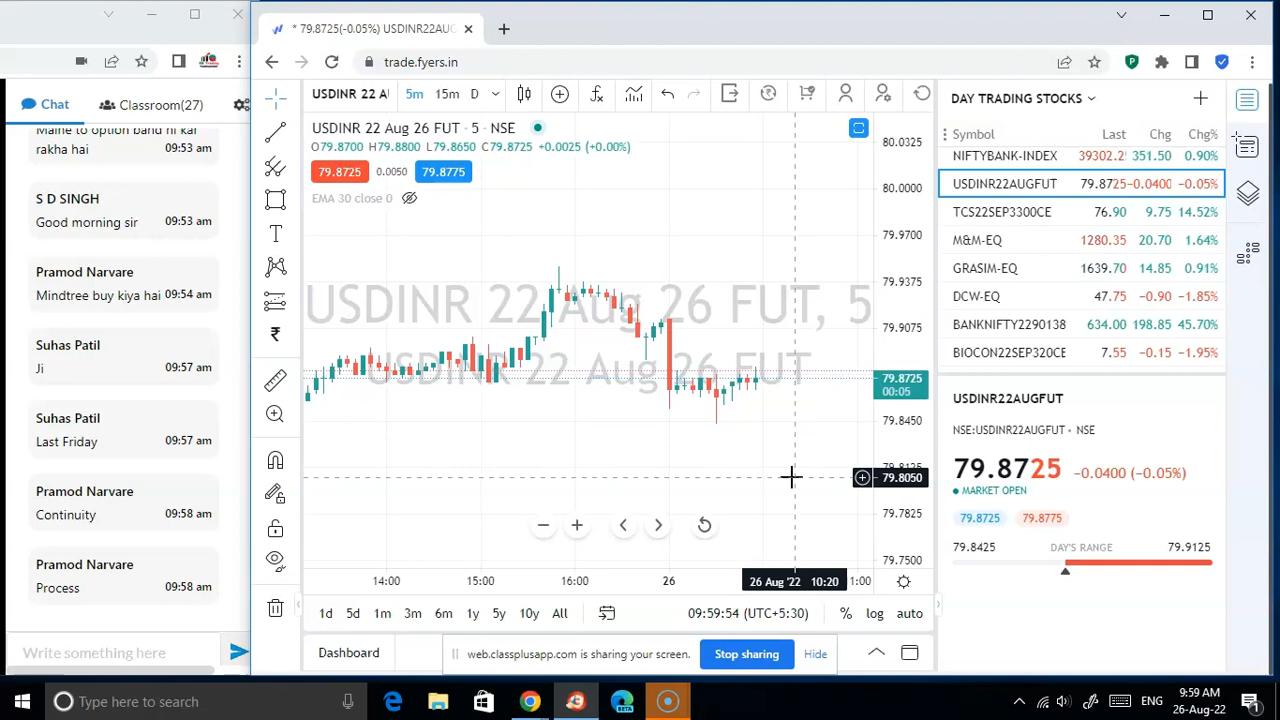 * 79.8725(-0.05%) USDINR22AUG
trade.fyers.in
Chat
Classroom(27)
Maine to option band hi kar
rakha hai
09:53 am
S D SINGH
Good morning sir
09:53 am
Pramod Narvare
Mindtree buy kiya hai
09:54 am
Suhas Patil
Ji
09:57 am
Suhas Patil
Last Friday
09:57 am
Pramod Narvare
Continuity
09:58 am
Pramod Narvare
Process
09:58 am
Write something here
USDINR 22 A
5m
15m
D
USDINR 22 Aug 26 FUT · 5 · NSE
O79.8700 H79.8800 L79.8650 C79.8725 +0.0025 (+0.00%)
79.8725
0.0050
79.8775
EMA 30 close 0
USDINR 22 Aug 26 FUT, 5
USDINR 22 Aug 26 FUT
80.0325
80.0000
79.9700
79.9375
79.9075
79.8725
00:05
79.8450
79.8125
79.8050
79.7825
79.7500
14:00
15:00
16:00
26
26 Aug '22 10:20
1:00
1d
5d
1m
3m
6m
1y
5y
10y
All
09:59:54 (UTC+5:30)
%
log
auto
Dashboard
web.classplusapp.com is sharing your screen.
Stop sharing
Hide
DAY TRADING STOCKS
Symbol Last Chg Chg%
NIFTYBANK-INDEX 39302.2 351.50 0.90%
USDINR22AUGFUT 79.8725 -0.0400 -0.05%
TCS22SEP3300CE 76.90 9.75 14.52%
M&M-EQ 1280.35 20.70 1.64%
GRASIM-EQ 1639.70 14.85 0.91%
DCW-EQ 47.75 -0.90 -1.85%
BANKNIFTY2290138 634.00 198.85 45.70%
BIOCON22SEP320CE 7.55 -0.15 -1.95%
USDINR22AUGFUT
NSE:USDINR22AUGFUT • NSE
79.8725
-0.0400 (-0.05%)
MARKET OPEN
79.8725
79.8775
79.8425 DAY'S RANGE 79.9125
Type here to search
ENG
9:59 AM
26-Aug-22
1